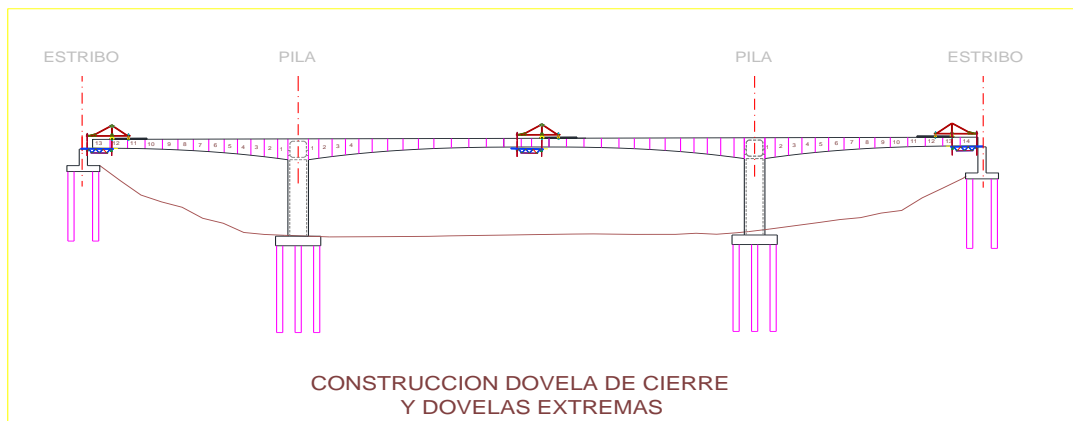 ESTRIBO PILA PILA ESTRIBO
13 12 11 10 9 8 7 6 5 4 3 2 1 1 2 3 4 1 2 3 4 5 6 7 8 9 10 11 12 13 14
CONSTRUCCION DOVELA DE CIERRE
Y DOVELAS EXTREMAS